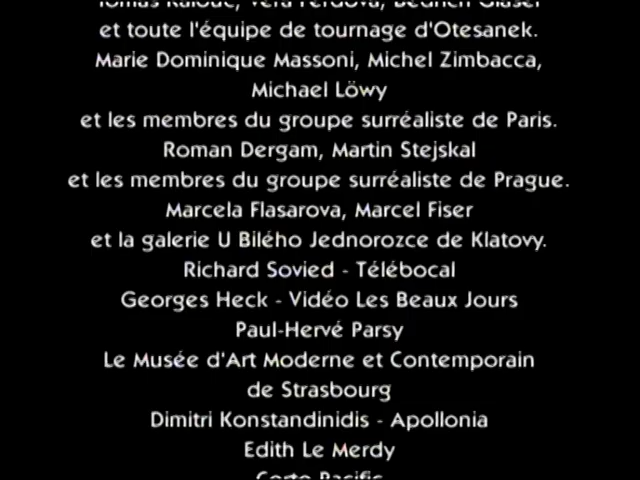 Tomas Kalouc, Vera Ferdova, Bedrich Glaser
et toute l'équipe de tournage d'Otesanek.
Marie Dominique Massoni, Michel Zimbacca,
Michael Löwy
et les membres du groupe surréaliste de Paris.
Roman Dergam, Martin Stejskal
et les membres du groupe surréaliste de Prague.
Marcela Flasarova, Marcel Fiser
et la galerie U Bilého Jednorozce de Klatovy.
Richard Sovied - Télébocal
Georges Heck - Vidéo Les Beaux Jours
Paul-Hervé Parsy
Le Musée d'Art Moderne et Contemporain
de Strasbourg
Dimitri Konstandinidis - Apollonia
Edith Le Merdy
Corto Pacific